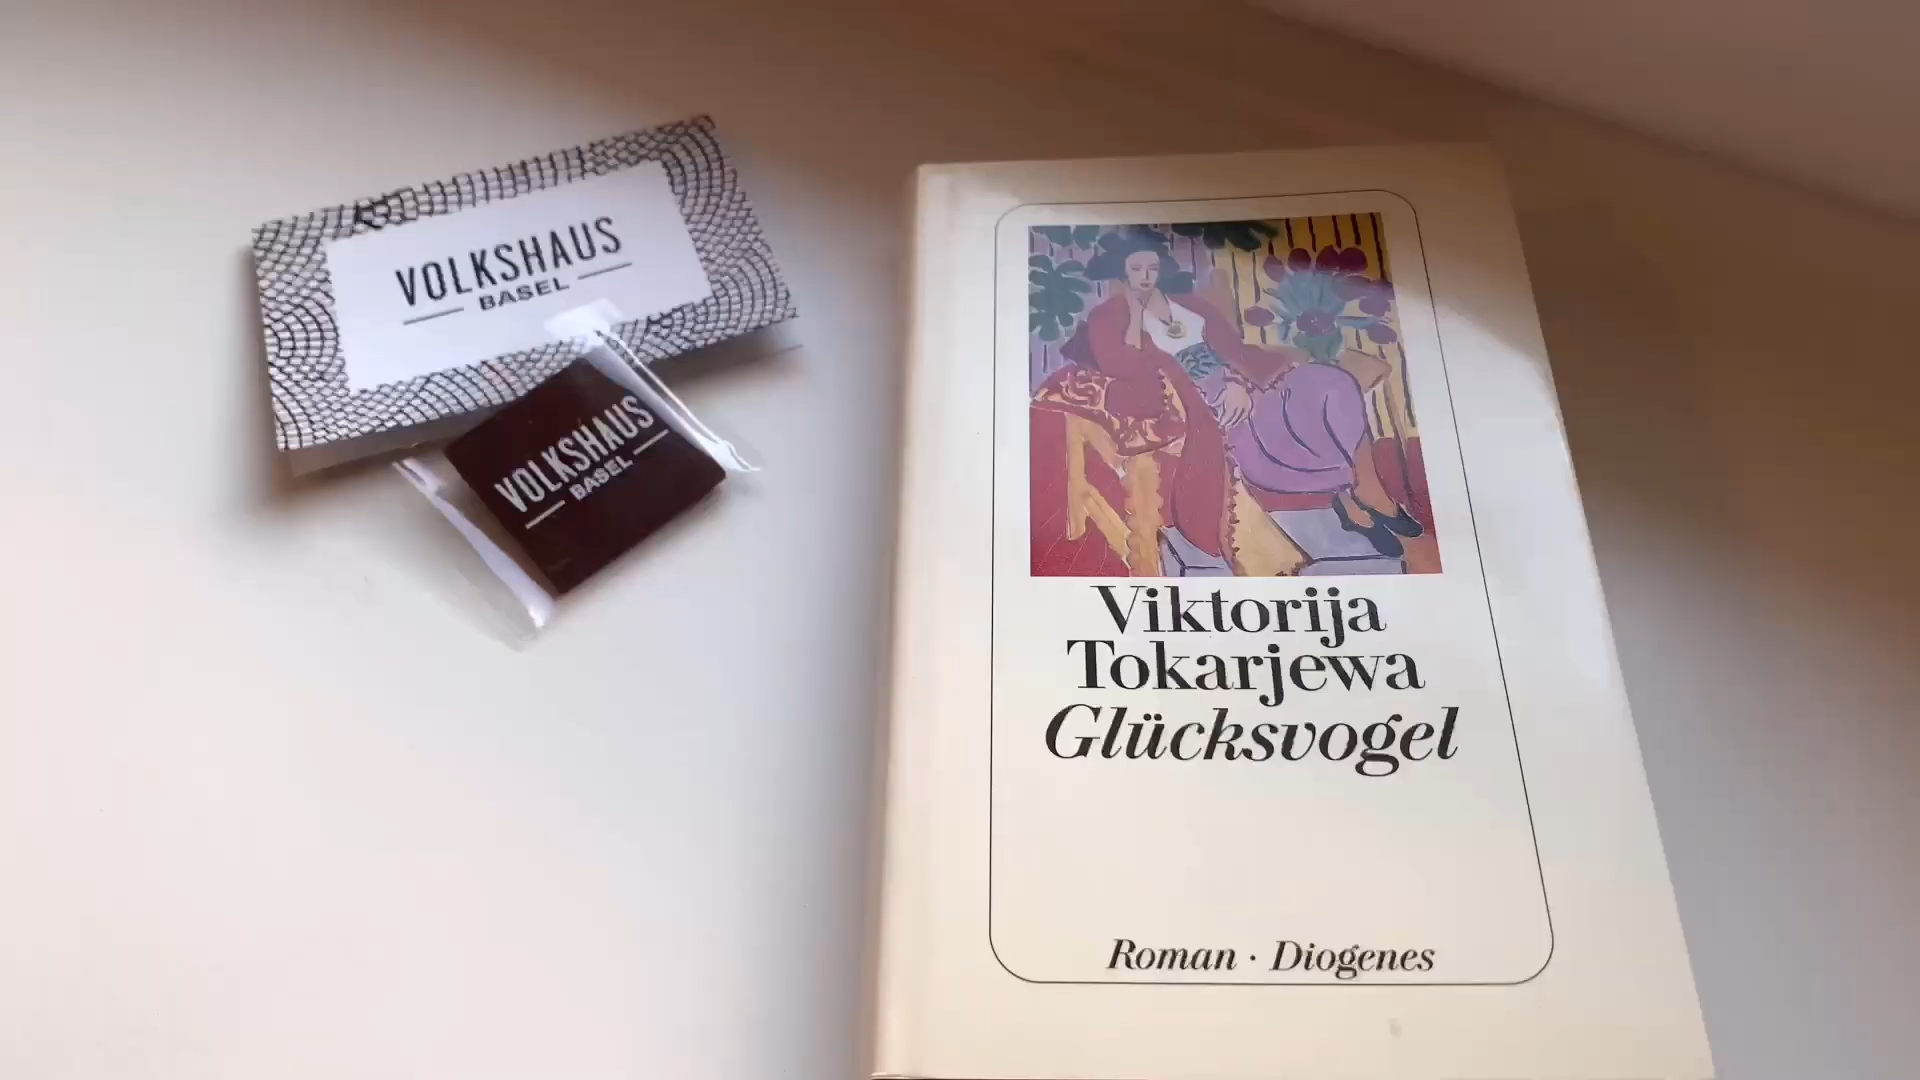 VOLKSHAUS
BASEL
VOLKSHAUS
BASEL
Viktorija
Tokarjewa
Glücksvogel
Roman · Diogenes